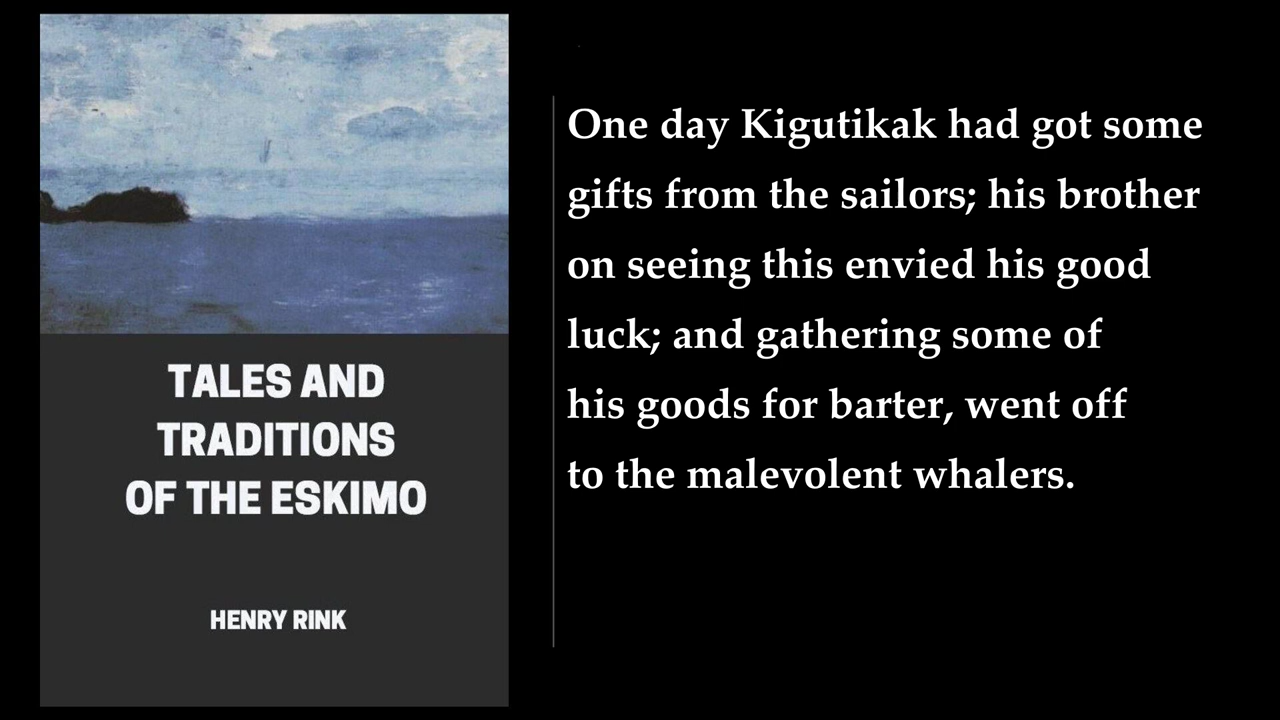 TALES AND
TRADITIONS
OF THE ESKIMO
HENRY RINK
One day Kigutikak had got some
gifts from the sailors; his brother
on seeing this envied his good
luck; and gathering some of
his goods for barter, went off
to the malevolent whalers.